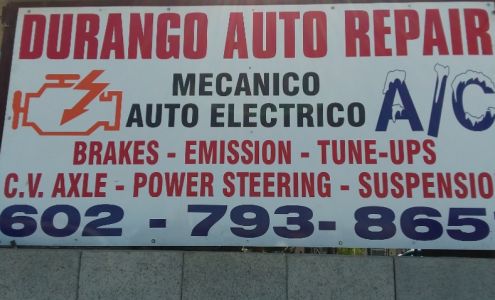 DURANGO AUTO REPAIR
MECANICO
AUTO ELECTRICO
A/C
BRAKES - EMISSION - TUNE-UPS
C.V. AXLE - POWER STEERING - SUSPENSIO
602 - 793- 865